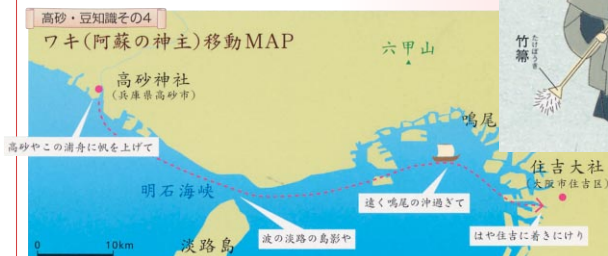 高砂・豆知識その4
ワキ(阿蘇の神主)移動MAP
六甲山
高砂神社
(兵庫県高砂市)
たけぼうき
竹箒
高砂やこの浦舟に帆を上げて
鳴尾
住吉大社
(大阪市住吉区)
明石海峡
遠く鳴尾の沖過ぎて
波の淡路の島影や
はや住吉に着きにけり
淡路島
0 10km